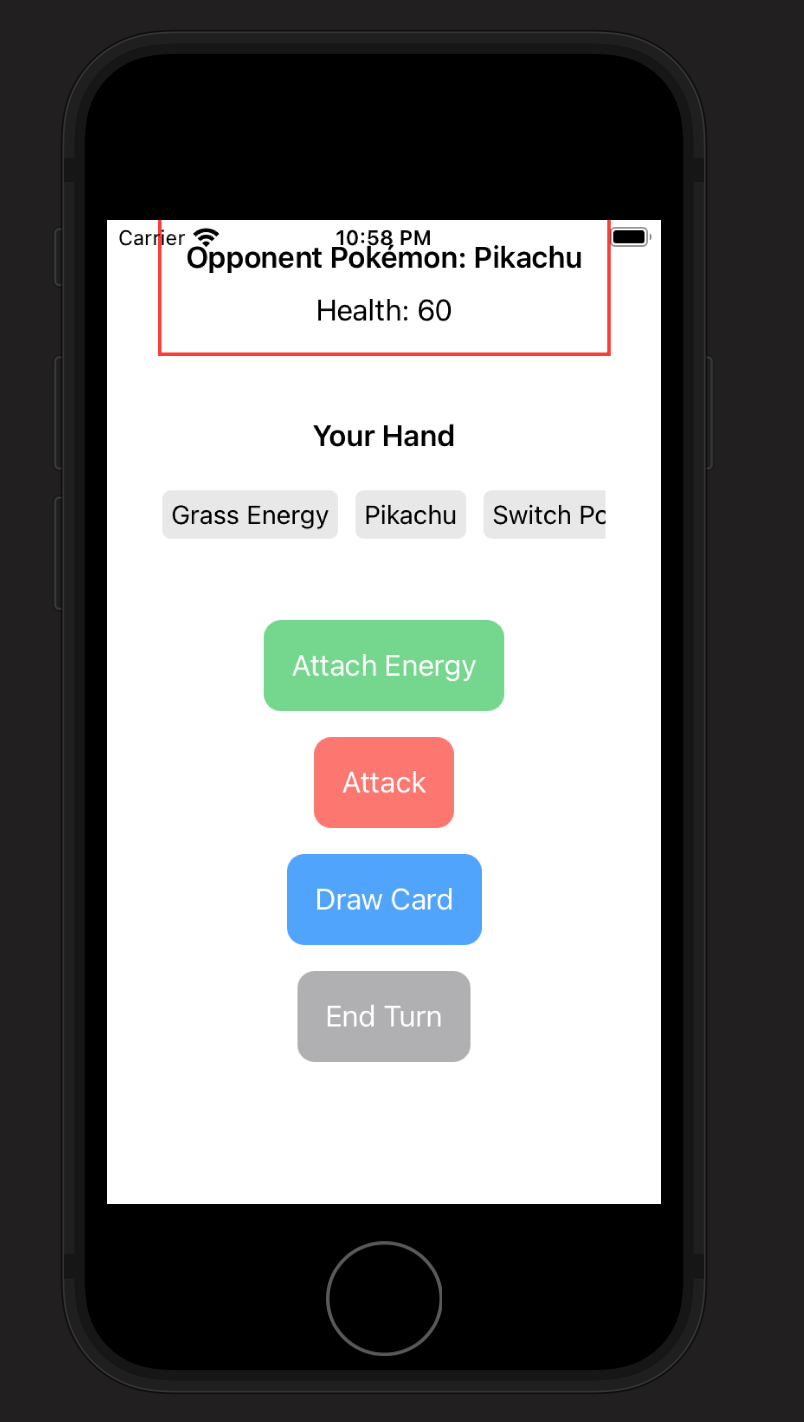 Carrier 10:58 PM
Opponent Pokémon: Pikachu
Health: 60
Your Hand
Grass Energy Pikachu Switch Po
Attach Energy
Attack
Draw Card
End Turn